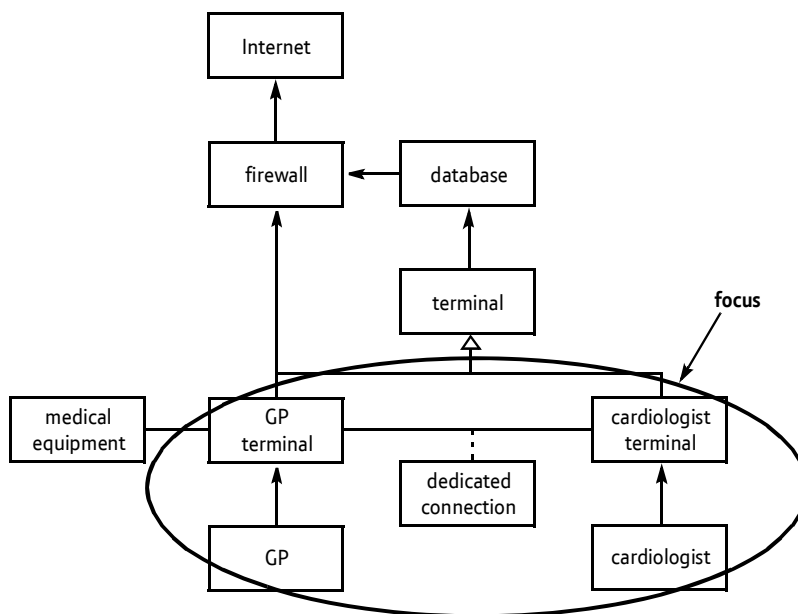 Internet
firewall
database
terminal
focus
medical
equipment
GP
terminal
cardiologist
terminal
dedicated
connection
GP
cardiologist